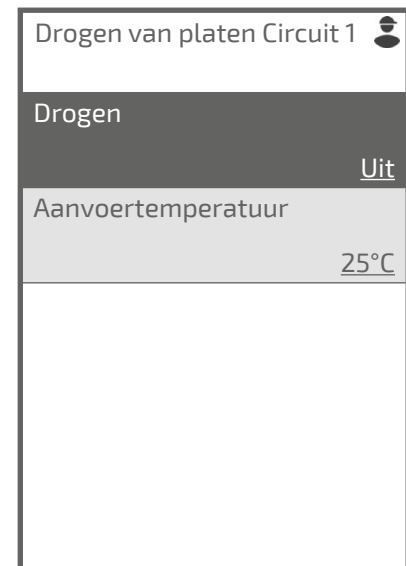 Drogen van platen Circuit 1
Drogen
Uit
Aanvoertemperatuur
25°C